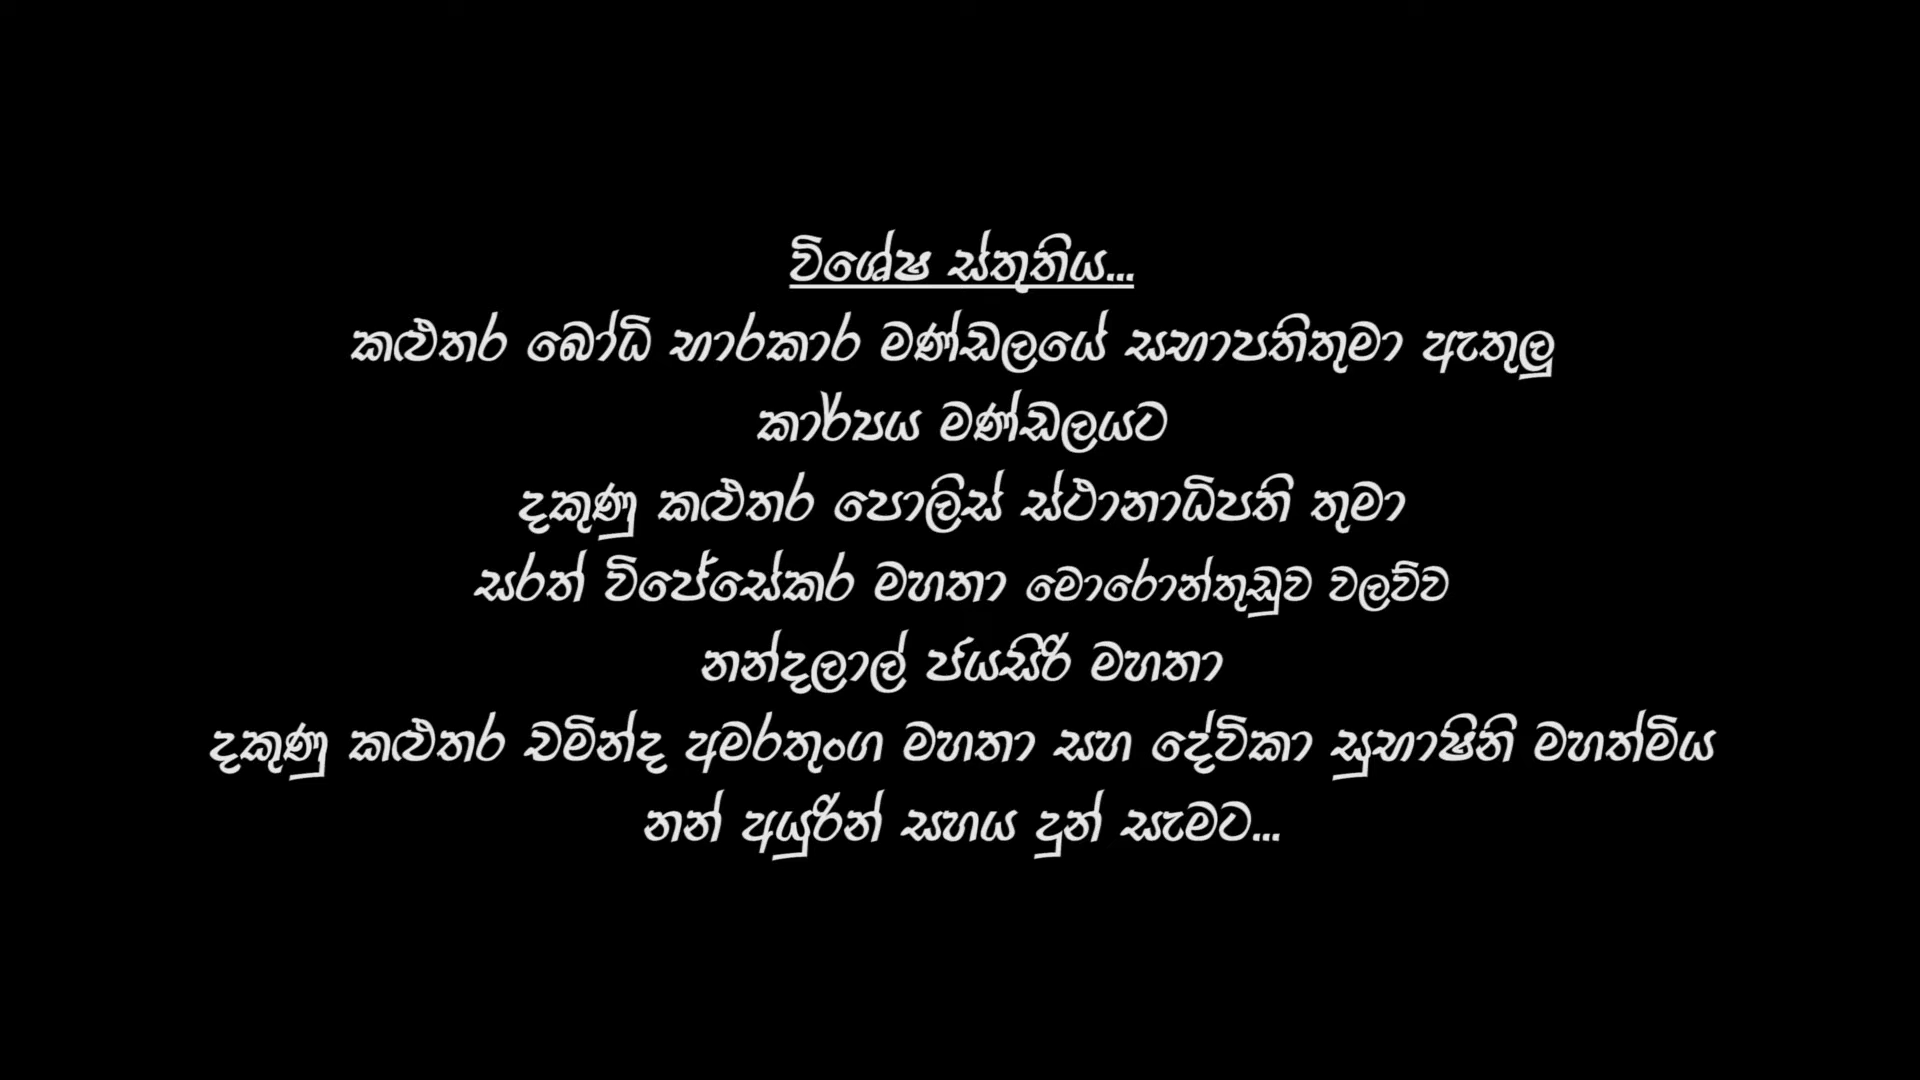 විශේෂ ස්තූතිය...
කළුතර බෝධි භාරකාර මණ්ඩලයේ සභාපතිතුමා ඇතුලු
කාර්යය මණ්ඩලයට
දකුණු කළුතර පොලිස් ස්ථානාධිපති තුමා
සරත් විජේසේකර මහතා මොරොන්තුඩුව වලව්ව
නන්දලාල් ජයසිරි මහතා
දකුණු කළුතර චමින්ද අමරතුංග මහතා සහ දේවිකා සුභාෂිනි මහත්මිය
නන් අයුරින් සහය දුන් සැමට...